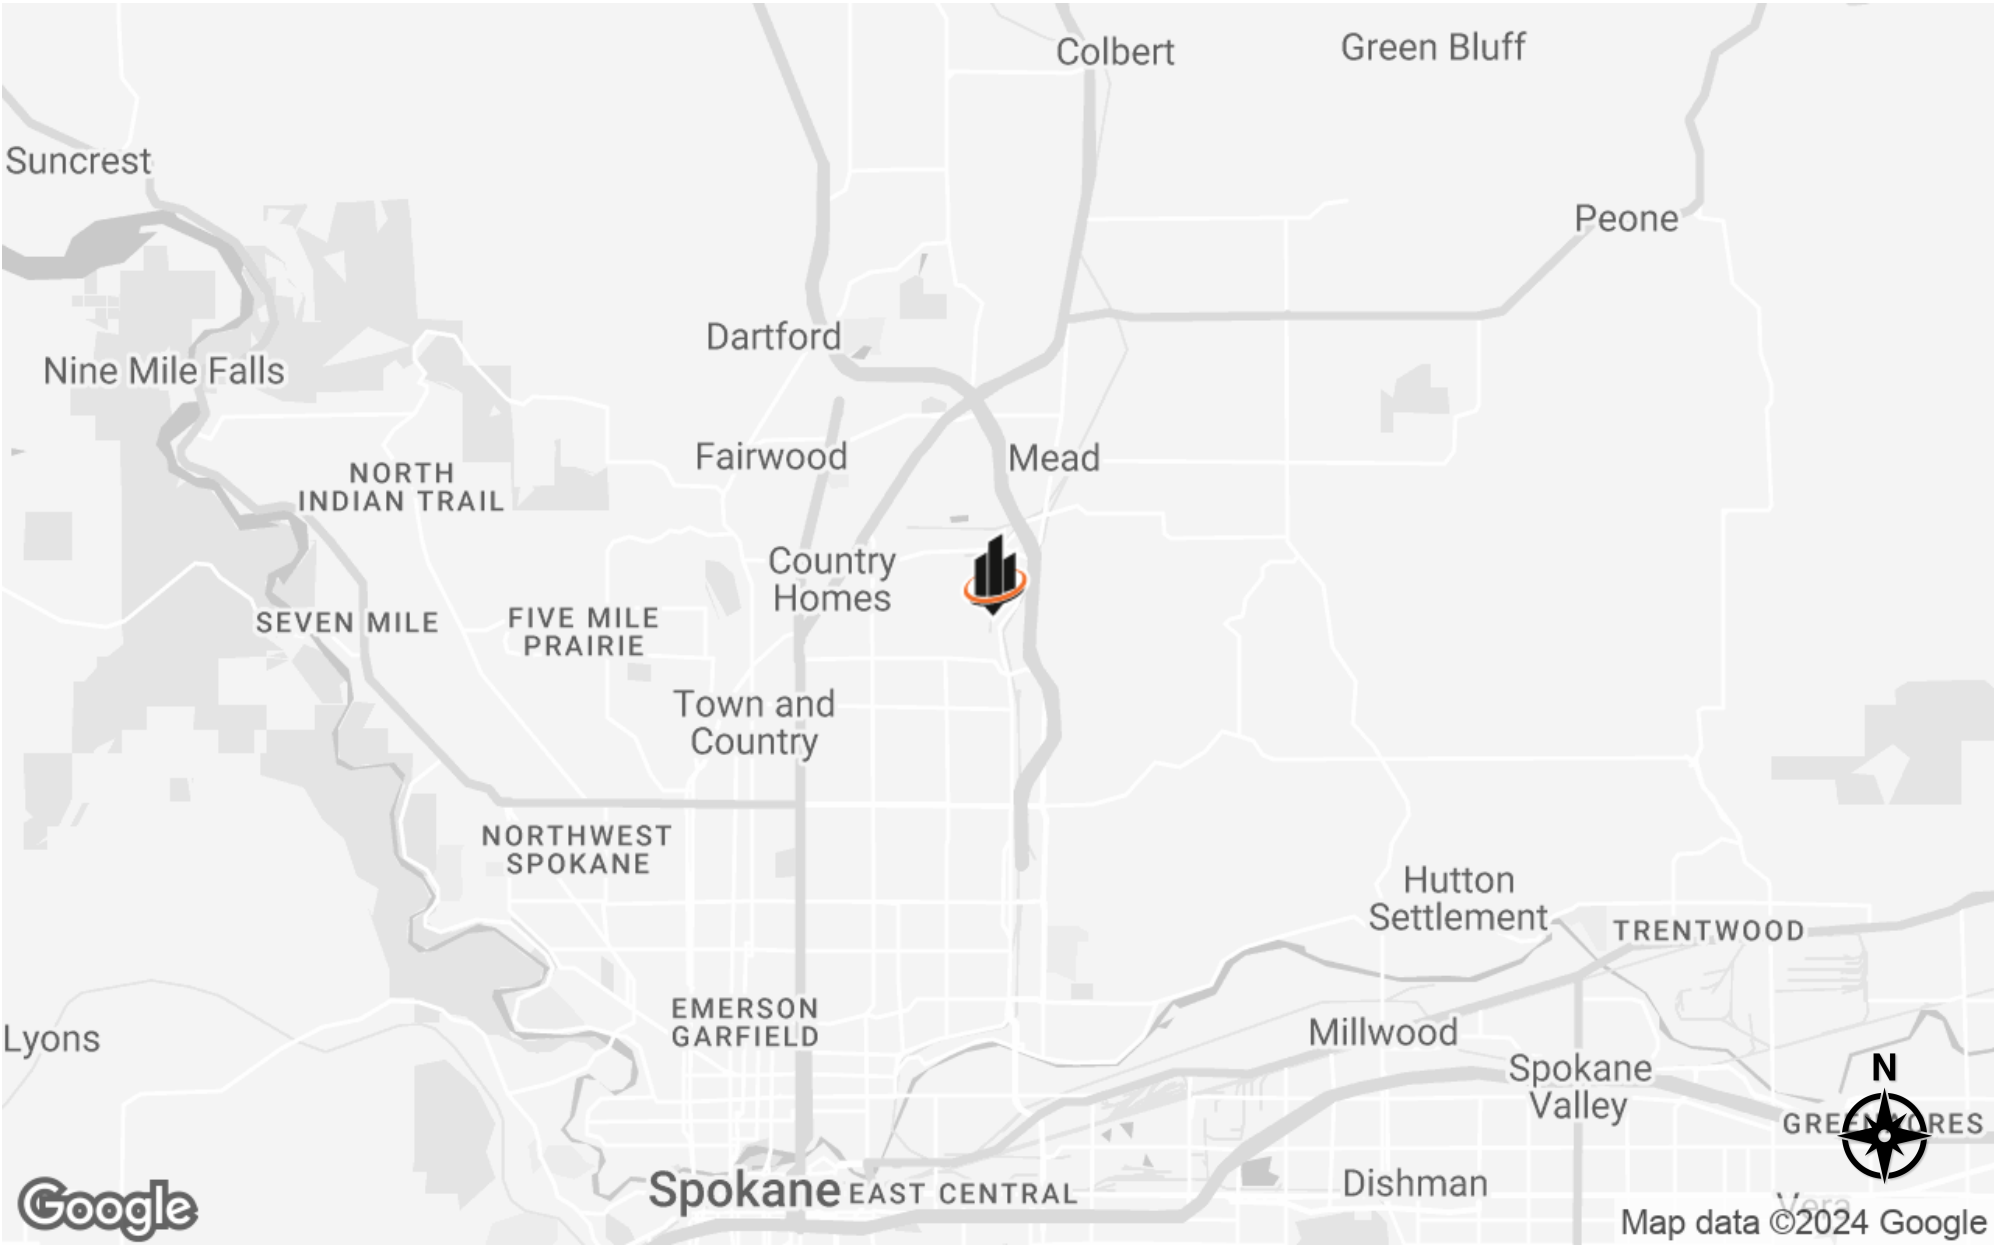 Colbert
Green Bluff
Suncrest
Peone
Dartford
Nine Mile Falls
Fairwood
Mead
NORTH
INDIAN TRAIL
Country
Homes
SEVEN MILE
FIVE MILE
PRAIRIE
Town and
Country
NORTHWEST
SPOKANE
Hutton
Settlement
TRENTWOOD
EMERSON
GARFIELD
Lyons
Millwood
Spokane
Valley
N
GREENACRES
Spokane
EAST CENTRAL
Dishman
Vera
Google
Map data ©2024 Google